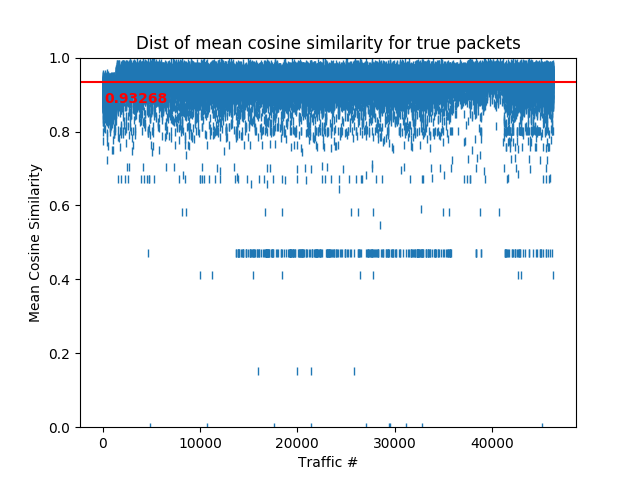 Dist of mean cosine similarity for true packets
1.0
0.93268
0.8
0.6
0.4
0.2
0.0
Mean Cosine Similarity
0 10000 20000 30000 40000
Traffic #